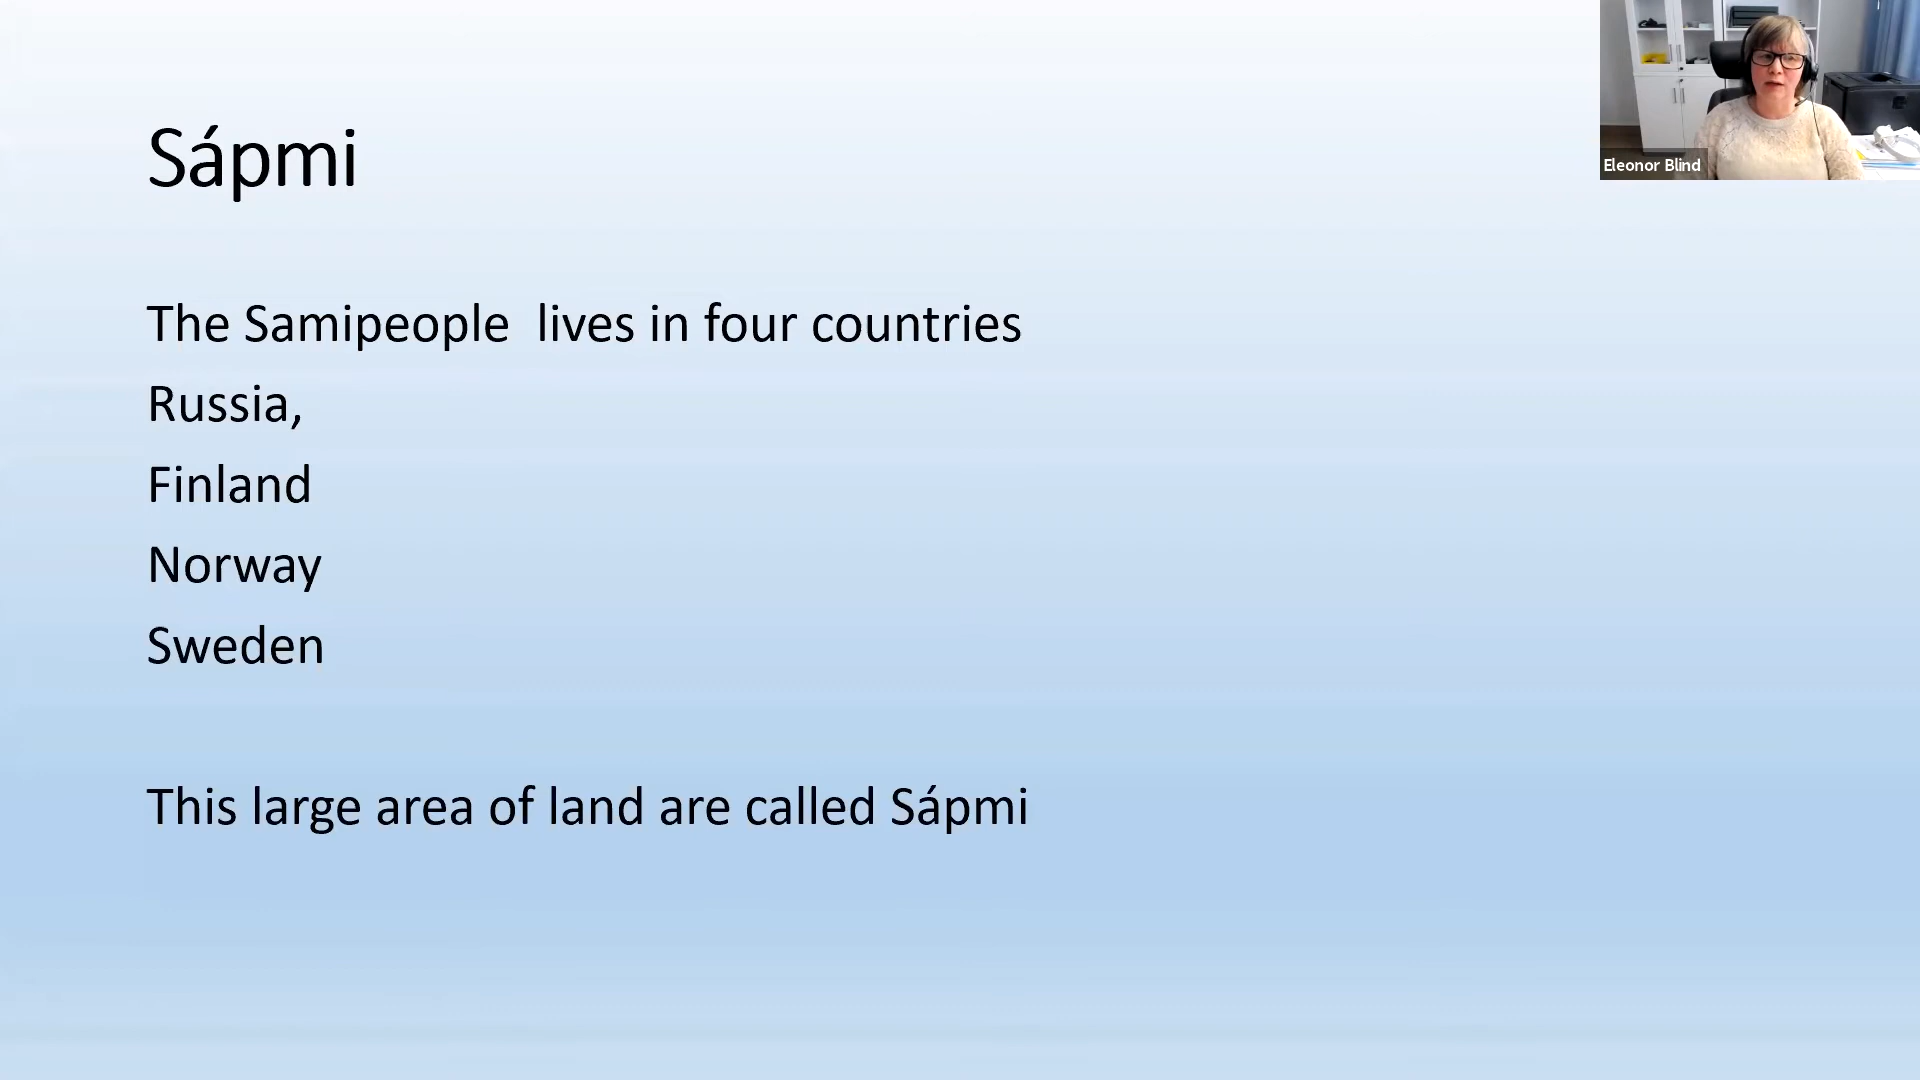 Sápmi
The Samipeople  lives in four countries
Russia,
Finland
Norway
Sweden
This large area of land are called Sápmi
Eleonor Blind